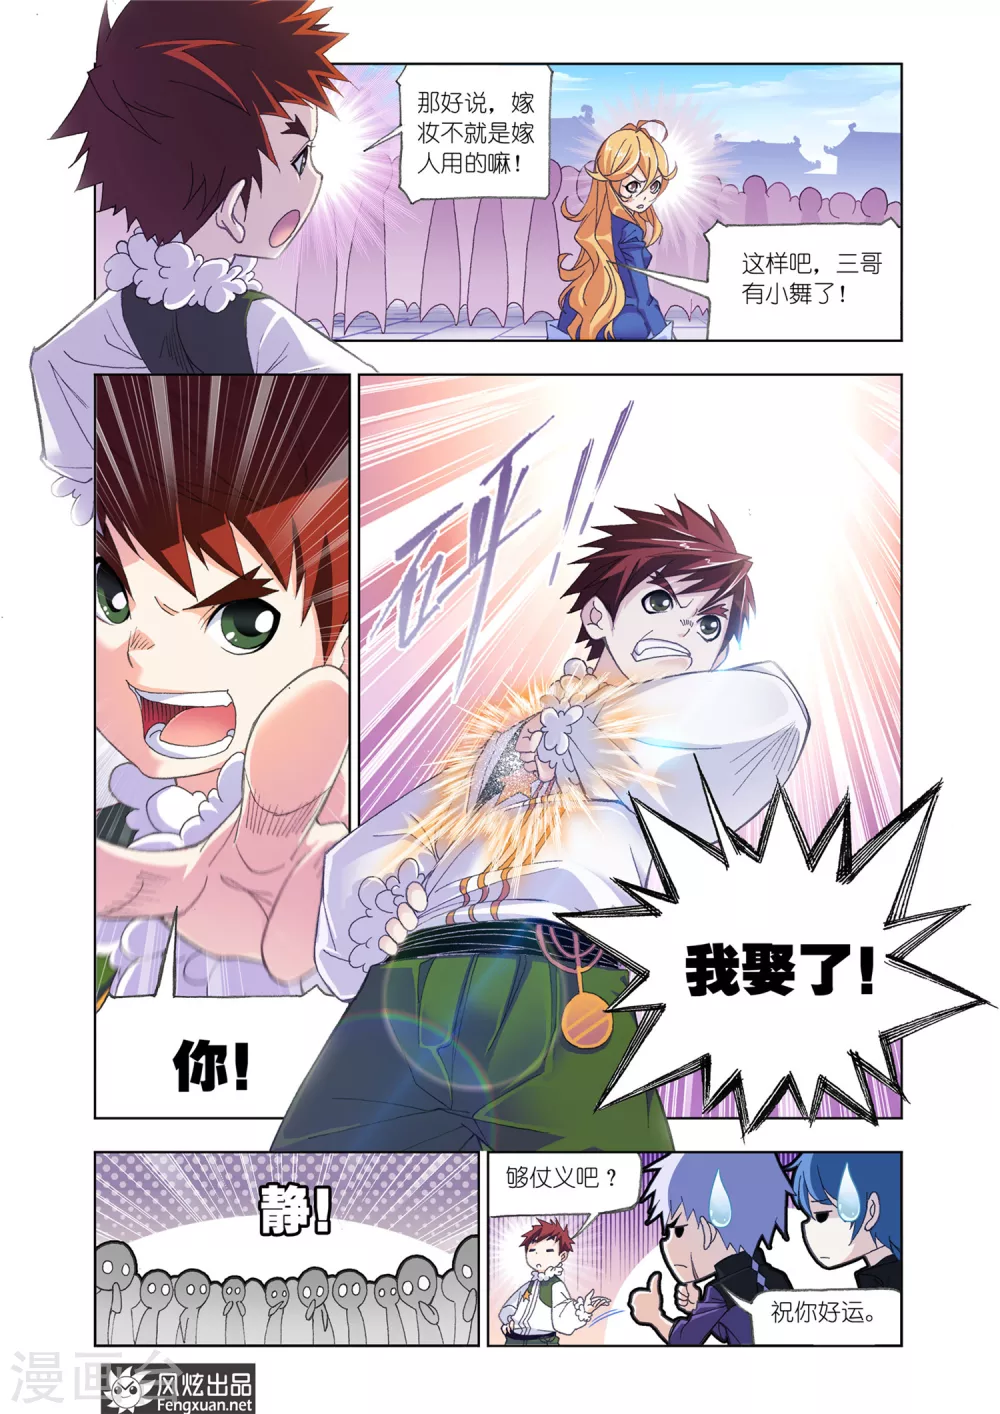 那好说，嫁
妆不就是嫁
人用的嘛！
这样吧，三哥
有小舞了！
砰!!
你！
我娶了！
静！
够仗义吧？
祝你好运。
漫画台
风炫出品
Fengxuan.net